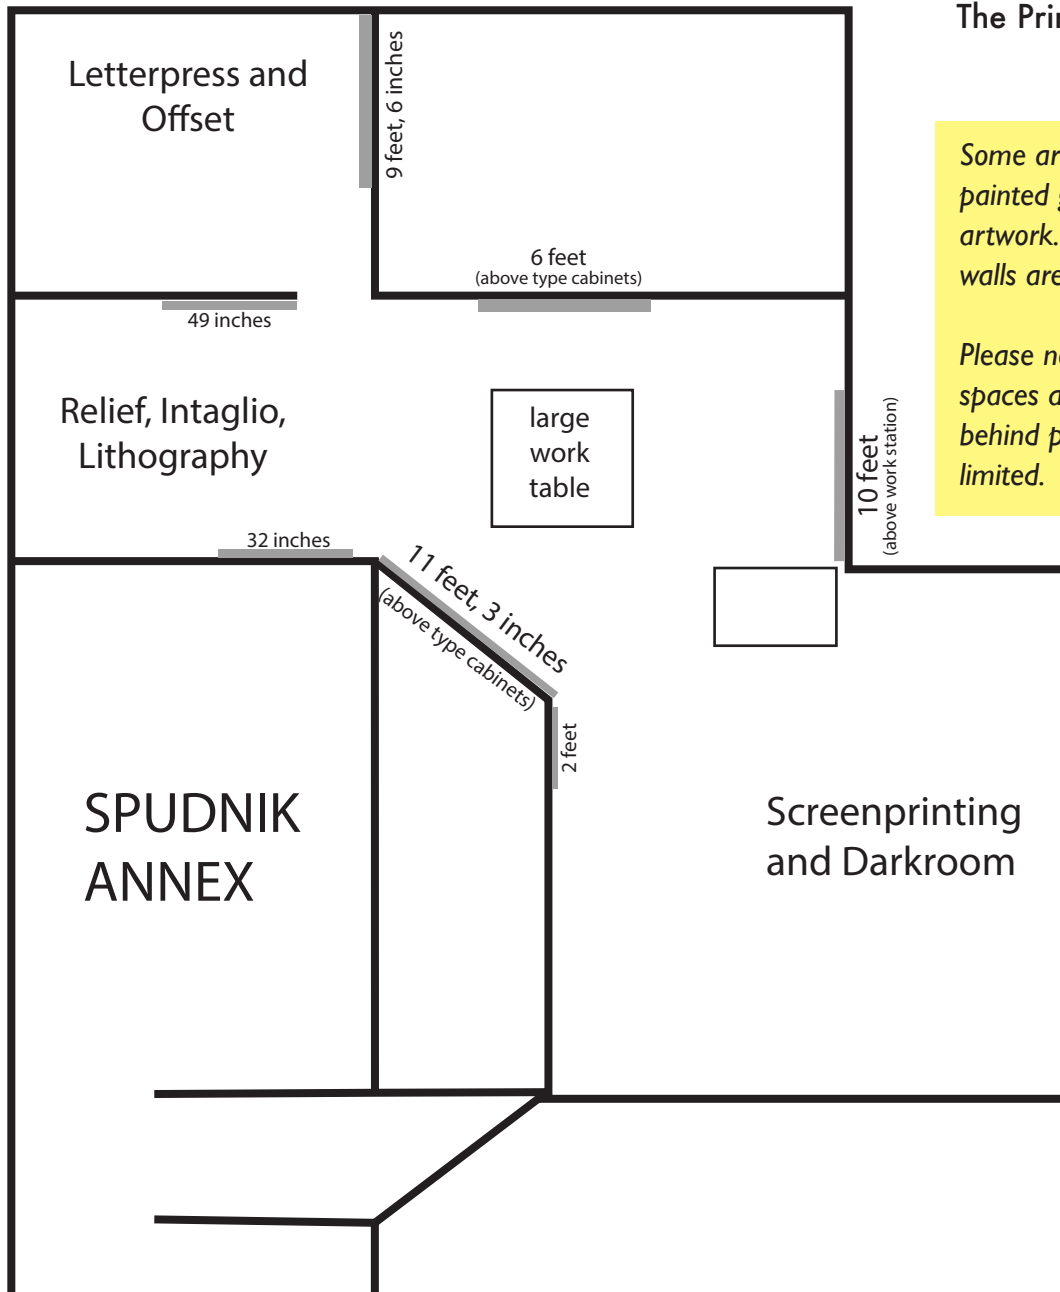 The
Letterpress and
Offset
9 feet, 6 inches
Some
painted
artwork.
walls are
6 feet
(above type cabinets)
49 inches
Please
spaces
behind
limited.
Relief, Intaglio,
Lithography
large
work
table
10 feet
(above work station)
32 inches
11 feet, 3 inches
(above type cabinets)
2 feet
SPUDNIK
ANNEX
Screenprinting
and Darkroom